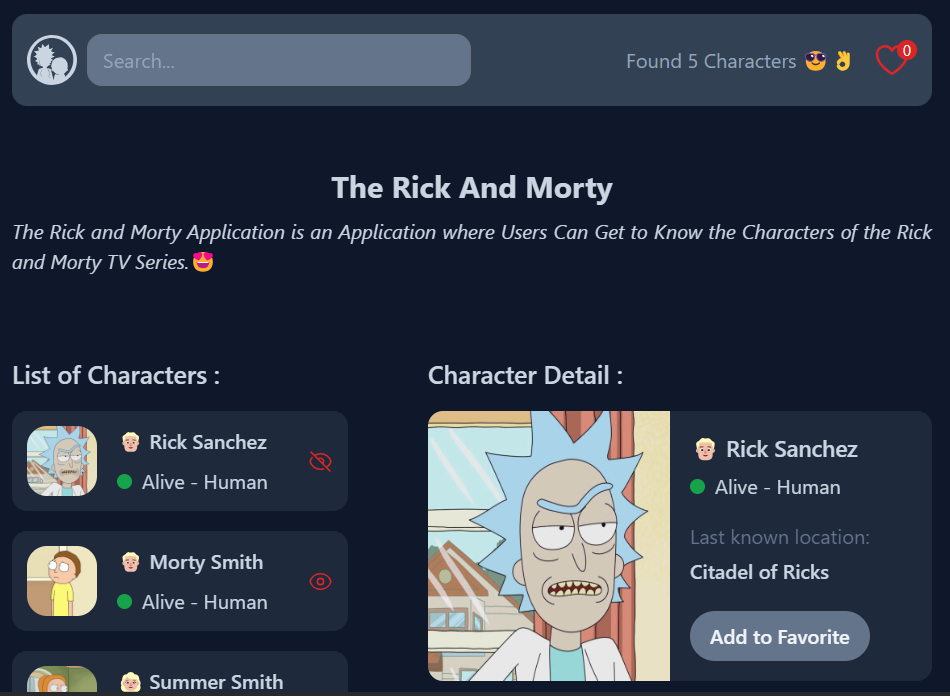 Search...
Found 5 Characters 😎 👌
0
The Rick And Morty
The Rick and Morty Application is an Application where Users Can Get to Know the Characters of the Rick
and Morty TV Series.😍
List of Characters :
👱🏻‍♂️ Rick Sanchez
Alive - Human
👱🏻‍♂️ Morty Smith
Alive - Human
👩🏻 Summer Smith
Character Detail :
👱🏻‍♂️ Rick Sanchez
Alive - Human
Last known location:
Citadel of Ricks
Add to Favorite